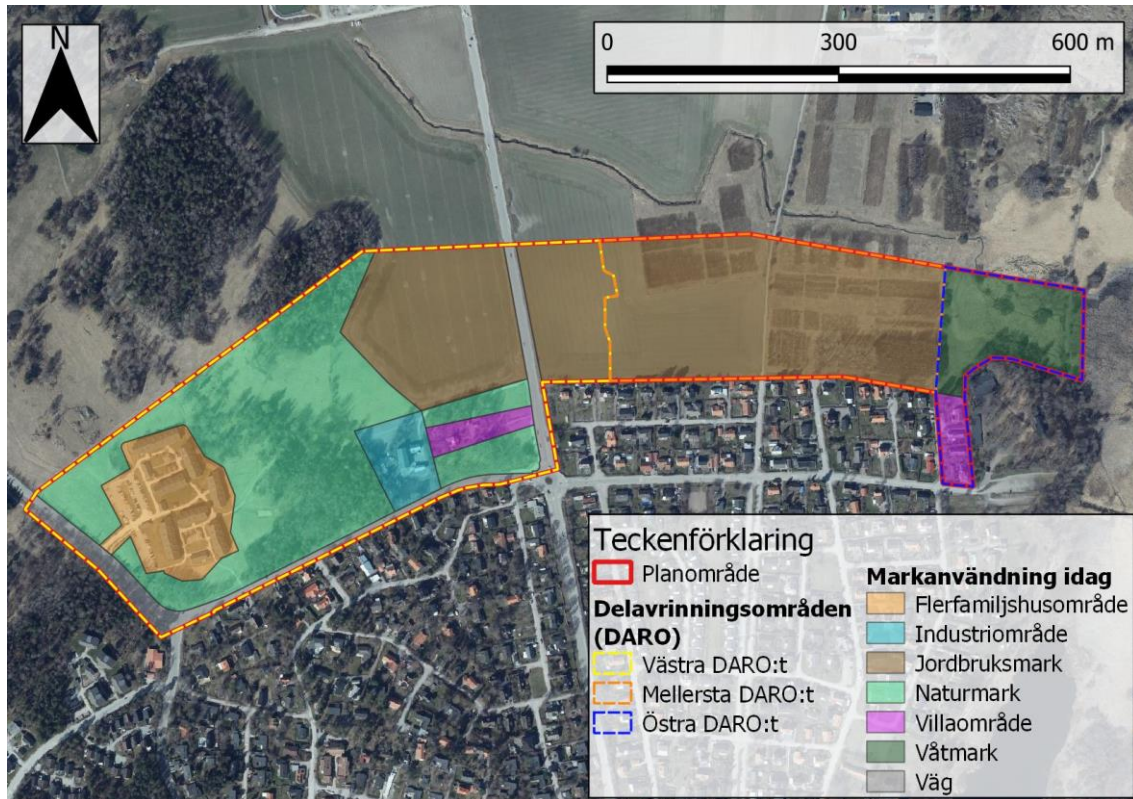 N
0 300 600 m
Teckenförklaring
Planområde
Delavrinningsområden
(DARO)
Västra DARO:t
Mellersta DARO:t
Östra DARO:t
Markanvändning idag
Flerfamiljshusområde
Industriområde
Jordbruksmark
Naturmark
Villaområde
Våtmark
Väg